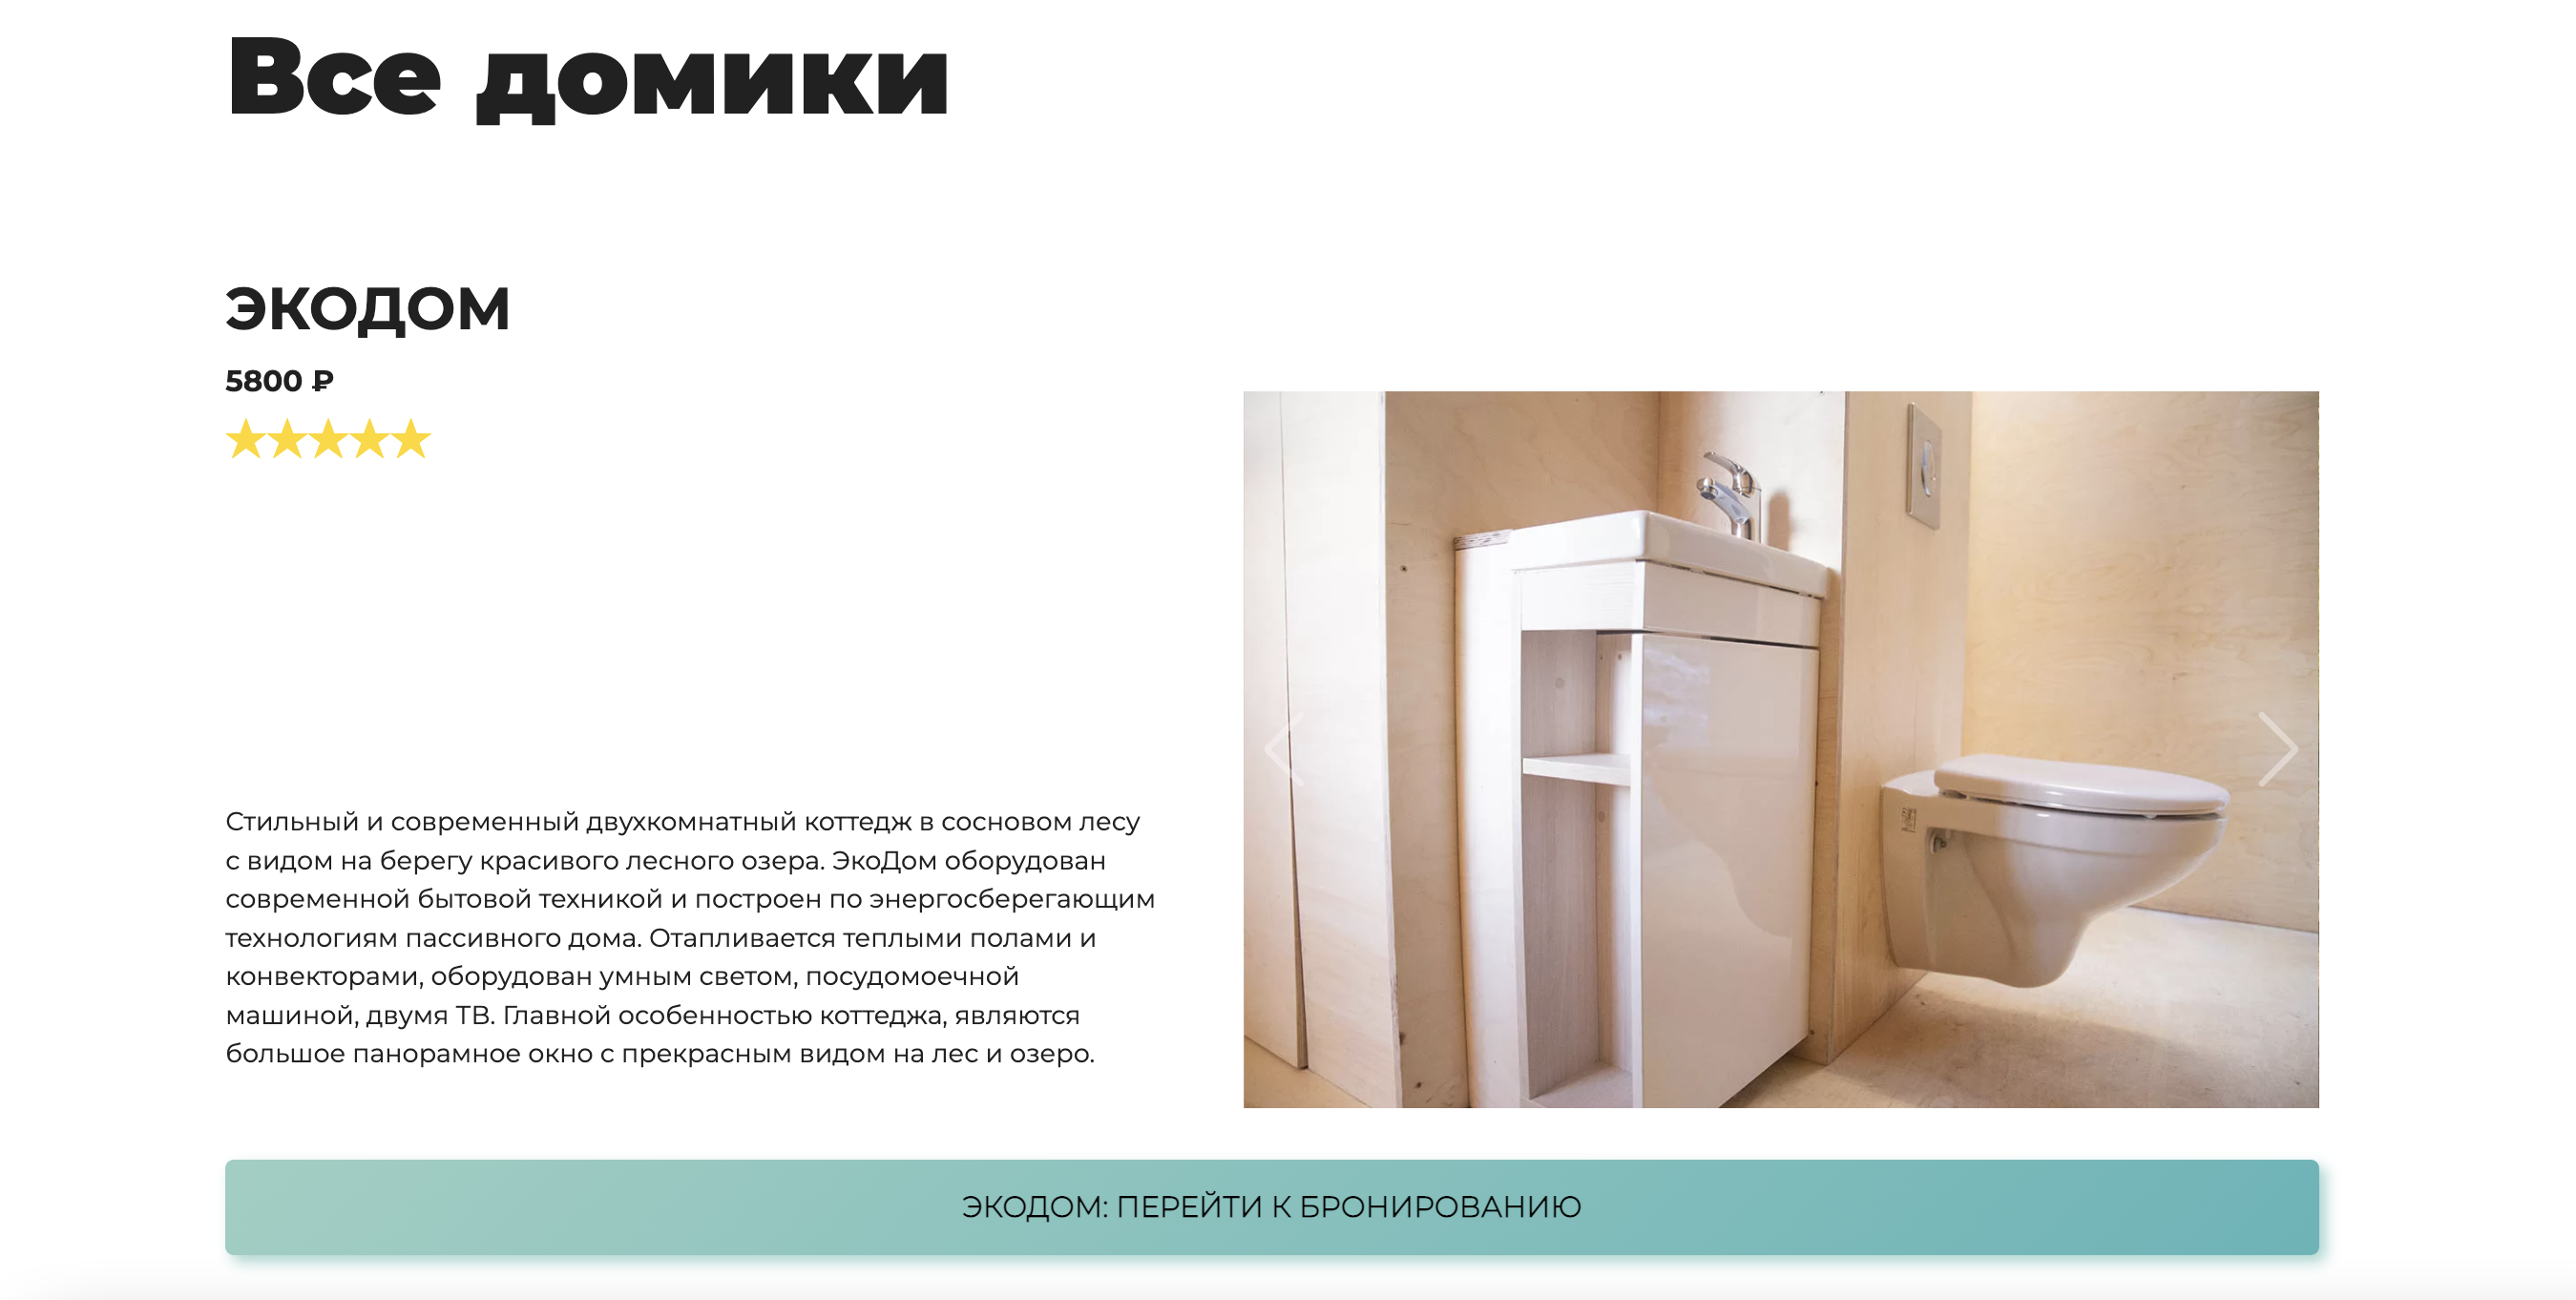 Все домики
ЭКОДОМ
5800 ₽
Стильный и современный двухкомнатный коттедж в сосновом лесу
с видом на берегу красивого лесного озера. ЭкоДом оборудован
современной бытовой техникой и построен по энергосберегающим
технологиям пассивного дома. Отапливается теплыми полами и
конвекторами, оборудован умным светом, посудомоечной
машиной, двумя ТВ. Главной особенностью коттеджа, являются
большое панорамное окно с прекрасным видом на лес и озеро.
ЭКОДОМ: ПЕРЕЙТИ К БРОНИРОВАНИЮ